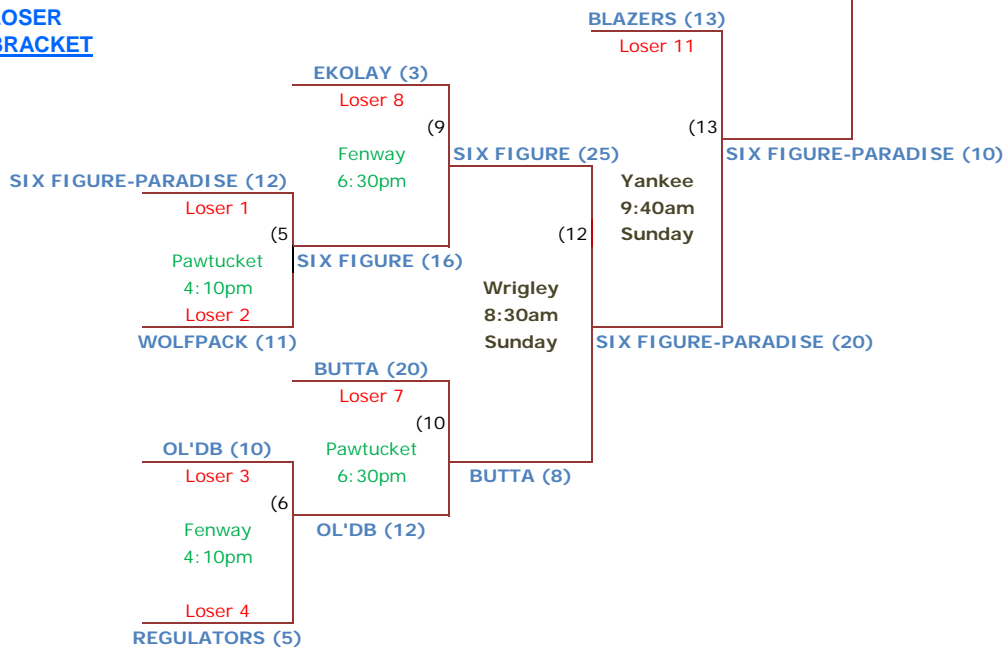 LOSER
BRACKET
BLAZERS (13)
Loser 11
EKOLAY (3)
Loser 8
(9
(13
Fenway
6:30pm
SIX FIGURE (25)
SIX FIGURE-PARADISE (10)
SIX FIGURE-PARADISE (12)
Yankee
9:40am
Sunday
Loser 1
(5
(12
Pawtucket
4:10pm
SIX FIGURE (16)
Loser 2
WOLFPACK (11)
Wrigley
8:30am
Sunday
SIX FIGURE-PARADISE (20)
BUTTA (20)
Loser 7
(10
OL'DB (10)
Pawtucket
6:30pm
Loser 3
BUTTA (8)
(6
Fenway
4:10pm
OL'DB (12)
Loser 4
REGULATORS (5)